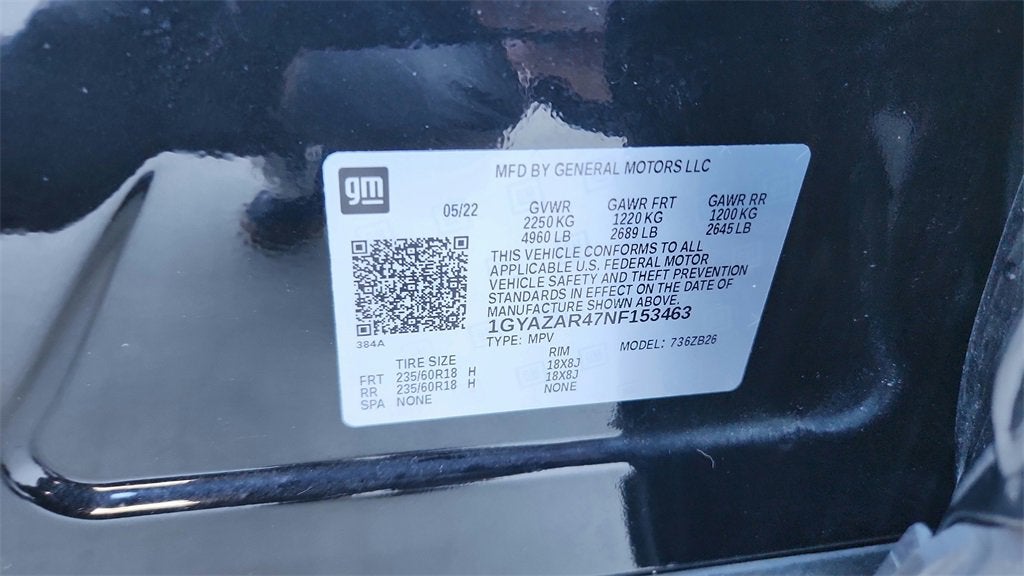 gm
MFD BY GENERAL MOTORS LLC
05/22 GVWR GAWR FRT GAWR RR
2250 KG 1220 KG 1200 KG
4960 LB 2689 LB 2645 LB
THIS VEHICLE CONFORMS TO ALL
APPLICABLE U.S. FEDERAL MOTOR
VEHICLE SAFETY AND THEFT PREVENTION
STANDARDS IN EFFECT ON THE DATE OF
MANUFACTURE SHOWN ABOVE.
1GYAZAR47NF153463
384A
TYPE: MPV MODEL: 736ZB26
TIRE SIZE RIM
FRT 235/60R18 H 18X8J
RR 235/60R18 H 18X8J
SPA NONE NONE